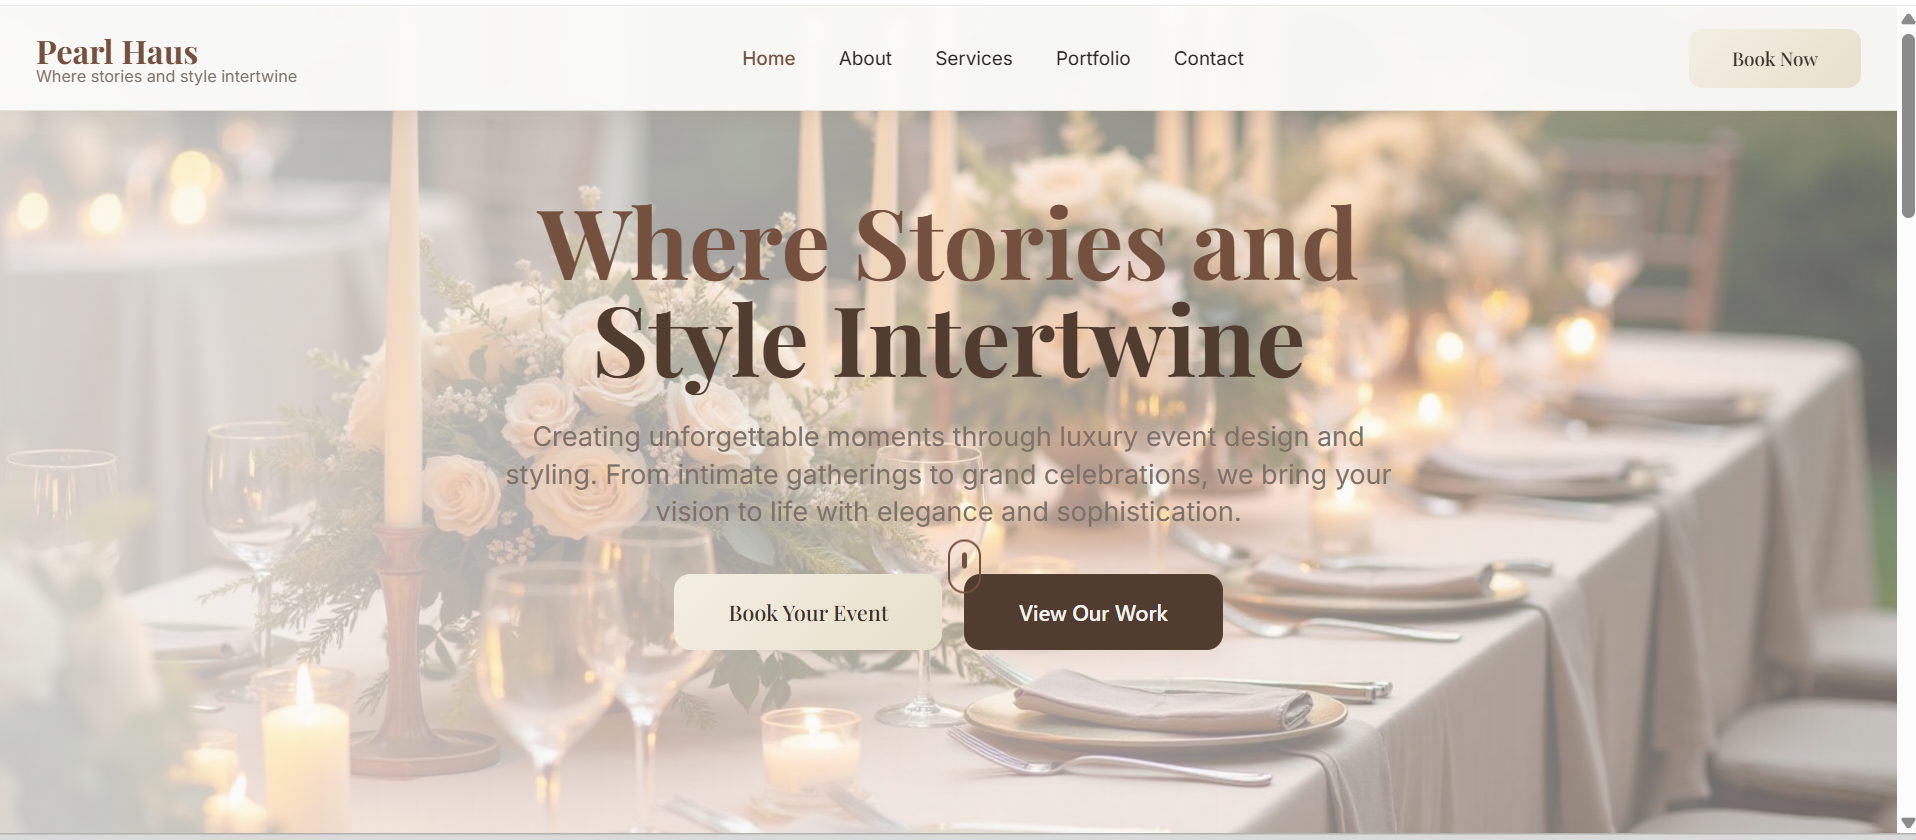 Pearl Haus
Where stories and style intertwine
Home
About
Services
Portfolio
Contact
Book Now
Where Stories and
Style Intertwine
Creating unforgettable moments through luxury event design and
styling. From intimate gatherings to grand celebrations, we bring your
vision to life with elegance and sophistication.
Book Your Event
View Our Work